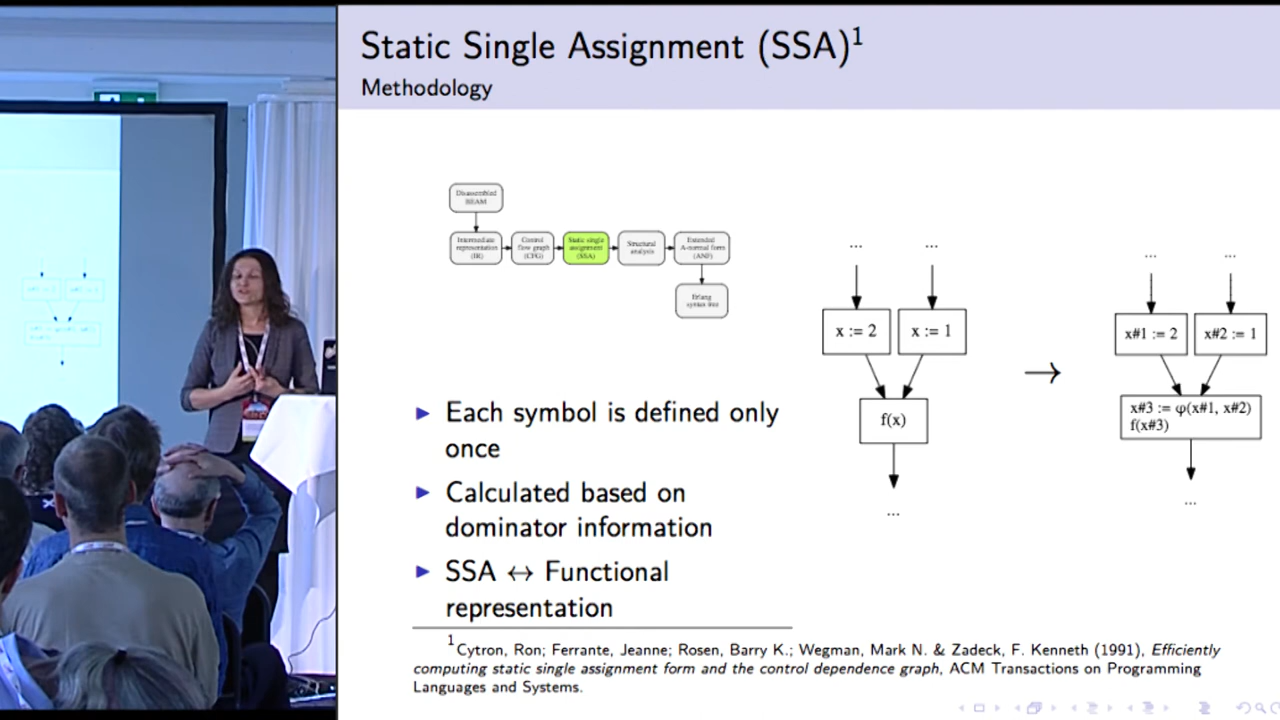 Static Single Assignment (SSA)¹
Methodology
Disassembled
BEAM
Intermediate
representation
(IR)
Control
flow graph
(CFG)
Static single
assignment
(SSA)
Structural
analysis
Extended
A-normal form
(ANF)
Erlang
syntax tree
... ...
x := 2 x := 1
f(x)
...
→
... ...
x#1 := 2 x#2 := 1
x#3 := φ(x#1, x#2)
f(x#3)
...
▶ Each symbol is defined only
once
▶ Calculated based on
dominator information
▶ SSA ↔ Functional
representation
¹Cytron, Ron; Ferrante, Jeanne; Rosen, Barry K.; Wegman, Mark N. & Zadeck, F. Kenneth (1991), Efficiently
computing static single assignment form and the control dependence graph, ACM Transactions on Programming
Languages and Systems.